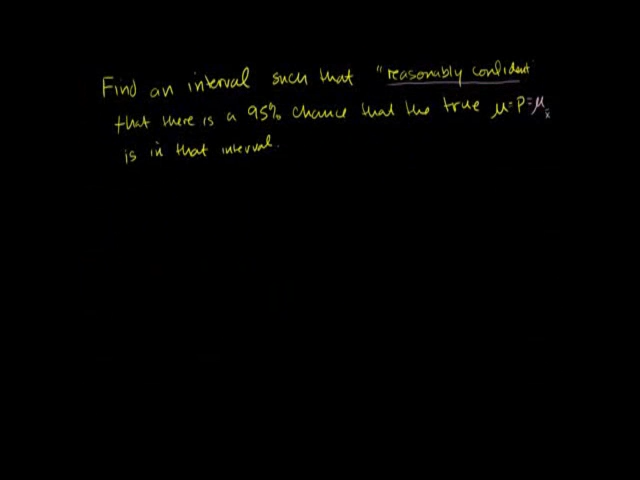 Find an interval such that "reasonably confident
that there is a 95% chance that the true μ=P=μx̄
is in that interval.